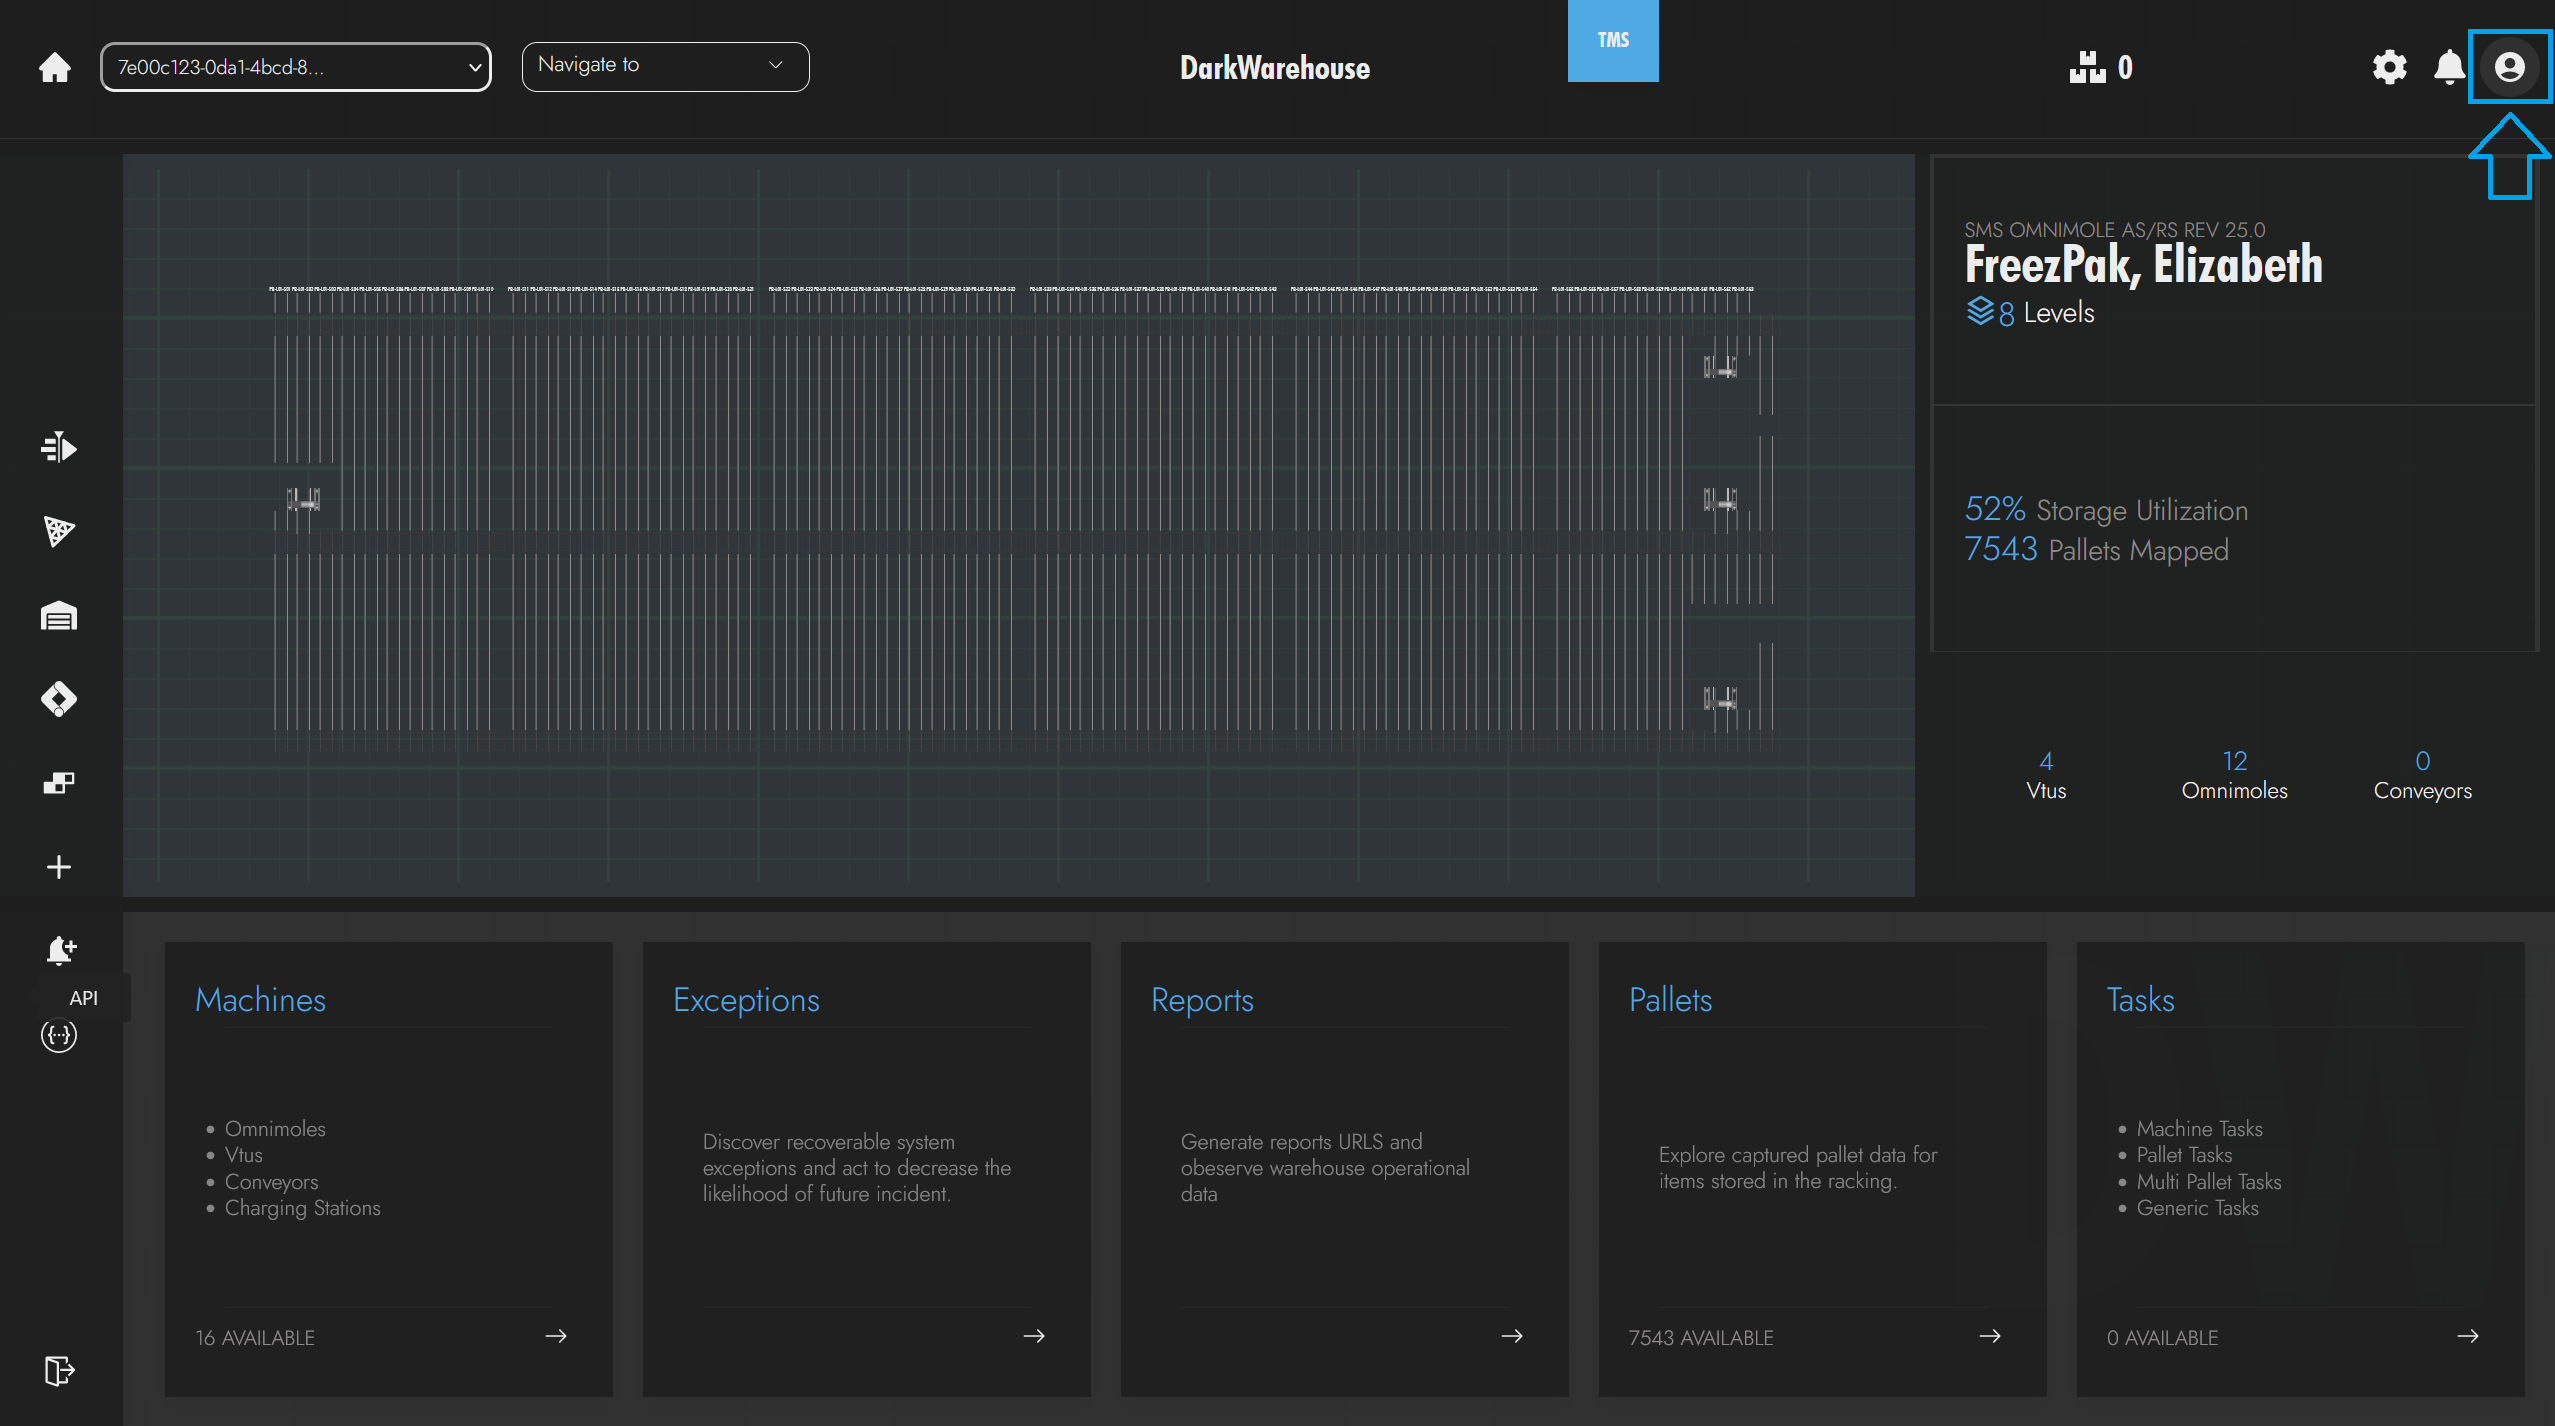 7e00c123-0da1-4bcd-8...
Navigate to
DarkWarehouse
TMS
0
SMS OMNIMOLE AS/RS REV 25.0
FreezPak, Elizabeth
8 Levels
52% Storage Utilization
7543 Pallets Mapped
4
Vtus
12
Omnimoles
0
Conveyors
API
Machines
Omnimoles
Vtus
Conveyors
Charging Stations
16 AVAILABLE
Exceptions
Discover recoverable system
exceptions and act to decrease the
likelihood of future incident.
Reports
Generate reports URLS and
obeserve warehouse operational
data
Pallets
Explore captured pallet data for
items stored in the racking.
7543 AVAILABLE
Tasks
Machine Tasks
Pallet Tasks
Multi Pallet Tasks
Generic Tasks
0 AVAILABLE